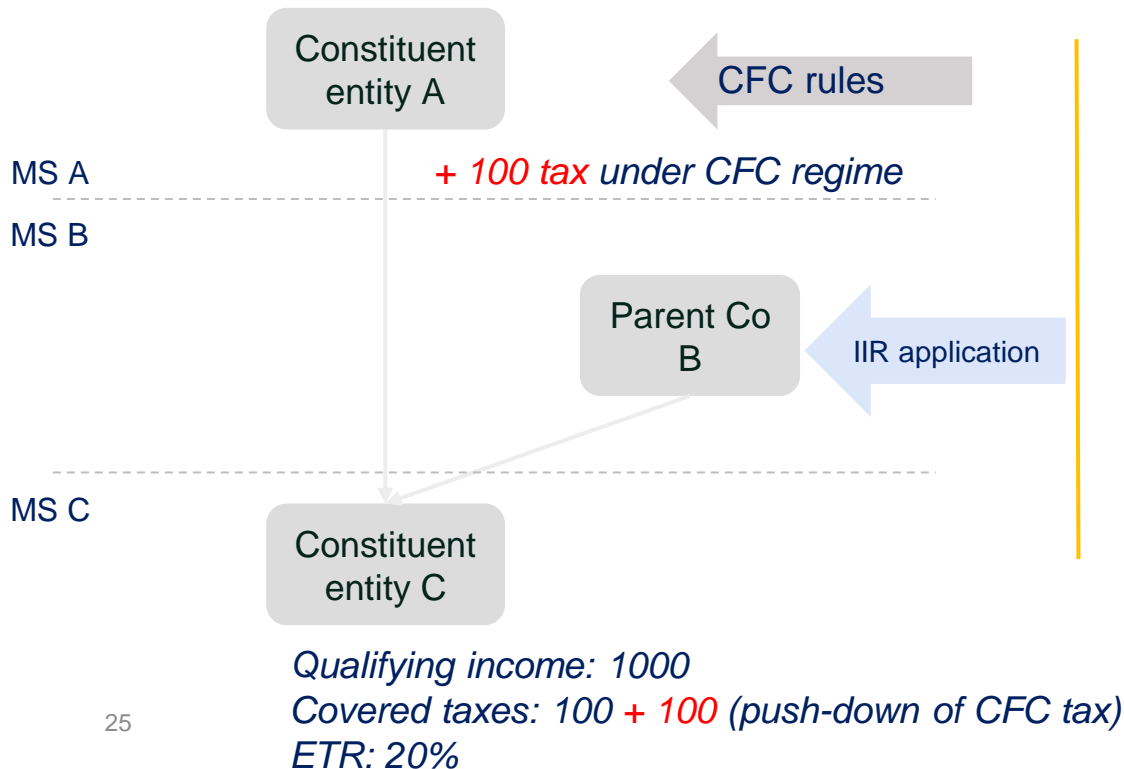 Constituent
entity A
CFC rules
MS A
+ 100 tax under CFC regime
MS B
Parent Co
B
IIR application
MS C
Constituent
entity C
Qualifying income: 1000
Covered taxes: 100 + 100 (push-down of CFC tax)
ETR: 20%
25